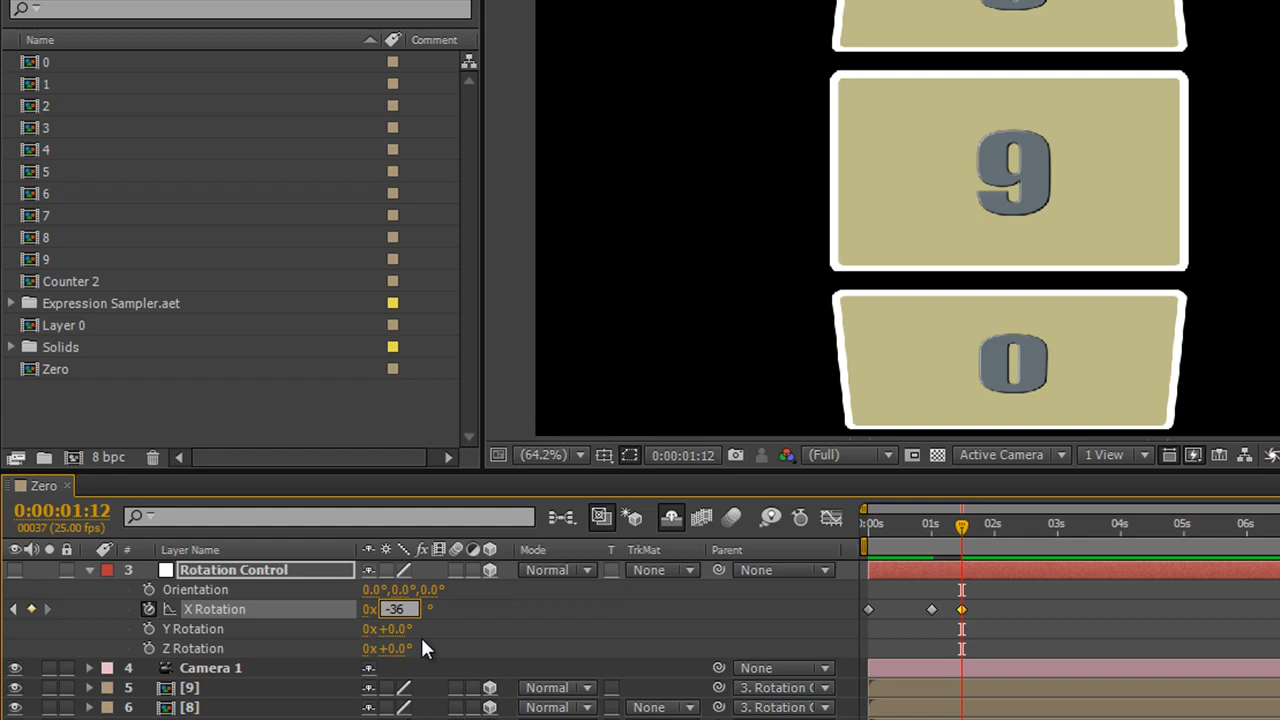 Name Comment
0
1
2
3
4
5
6
7
8
9
Counter 2
Expression Sampler.aet
Layer 0
Solids
Zero
8 bpc
9
0
(64.2%) 0:00:01:12 (Full) Active Camera 1 View
Zero ×
0:00:01:12
00037 (25.00 fps)
0:00s 01s 02s 03s 04s 05s 06s
# Layer Name fx Mode T TrkMat Parent
3 Rotation Control Normal None None
Orientation 0.0°,0.0°,0.0°
X Rotation 0x -36 °
Y Rotation 0x+0.0°
Z Rotation 0x+0.0°
4 Camera 1 None
5 [9] Normal 3. Rotation C
6 [8] Normal None 3. Rotation C